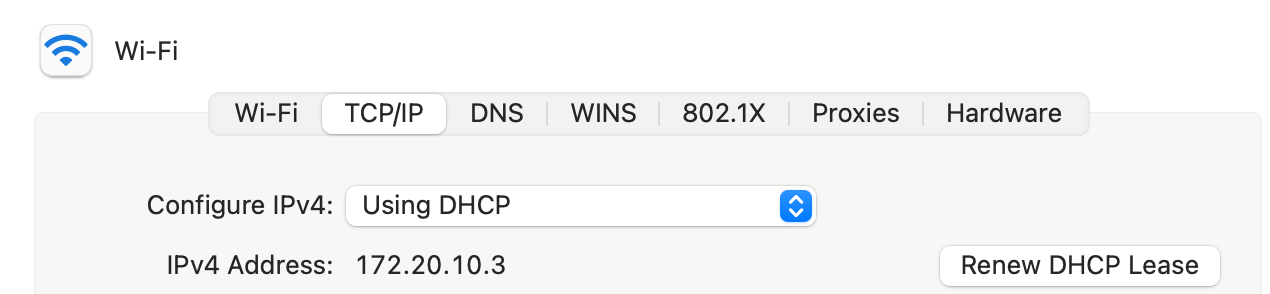 Wi-Fi
Wi-Fi TCP/IP DNS WINS 802.1X Proxies Hardware
Configure IPv4: Using DHCP
IPv4 Address: 172.20.10.3 Renew DHCP Lease